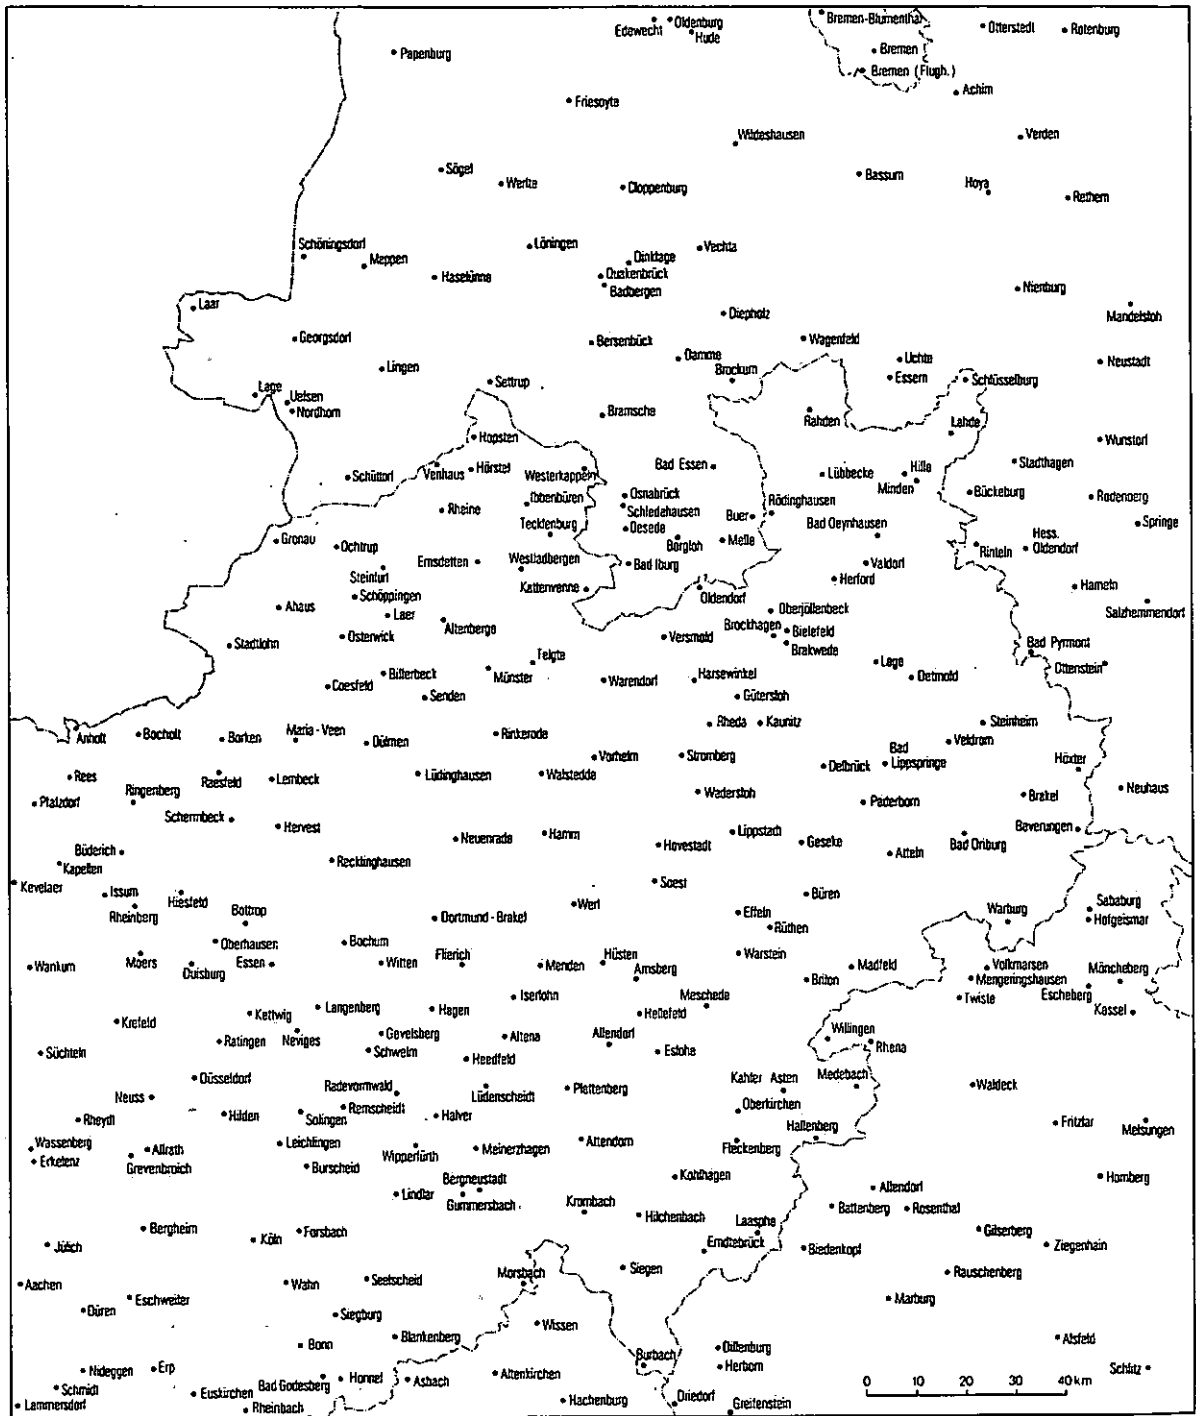 Edewecht
Oldenburg
Hude
Bremen-Blumenthal
Otterstedt
Rotenburg
Papenburg
Bremen
Bremen (Flugh.)
Achim
Friesoyte
Wildeshausen
Verden
Sögel
Werlte
Cloppenburg
Bassum
Hoya
Rethem
Schöningsdorf
Meppen
Löningen
Vechta
Haselünne
Dinklage
Quakenbrück
Badbergen
Nienburg
Laar
Diepholz
Mandelsloh
Georgsdorf
Bersenbück
Wagenfeld
Lingen
Damme
Uchte
Neustadt
Settrup
Brockum
Essern
Schlüsselburg
Lage
Uelsen
Nordhorn
Bramsche
Rahden
Lahde
Hopsten
Wunstorf
Schüttorf
Venhaus
Hörstel
Westerkappeln
Bad Essen
Lübbecke
Hille
Minden
Stadthagen
Ibbenbüren
Osnabrück
Schledehausen
Bückeburg
Rodenberg
Rheine
Tecklenburg
Oesede
Buer
Rödinghausen
Bad Oeynhausen
Springe
Gronau
Ochtrup
Borgloh
Melle
Rinteln
Hess.
Oldendorf
Steinfurt
Emsdetten
Westladbergen
Bad Iburg
Valdorf
Herford
Schöppingen
Kattenvenne
Oldendorf
Hameln
Ahaus
Laer
Altenberge
Oberjöllenbeck
Salzhemmendorf
Stadtlohn
Osterwick
Versmold
Brockhagen
Bielefeld
Brakwede
Bad Pyrmont
Ottenstein
Billerbeck
Telgte
Münster
Lage
Detmold
Coesfeld
Senden
Warendorf
Harsewinkel
Gütersloh
Anholt
Bocholt
Borken
Maria - Veen
Dülmen
Rinkerode
Rheda
Kaunitz
Steinheim
Veldrom
Vorhelm
Stromberg
Delbrück
Bad
Lippspringe
Höxter
Rees
Raesfeld
Lembeck
Lüdinghausen
Walstedde
Neuhaus
Pfalzdorf
Ringenberg
Wadersloh
Paderborn
Brakel
Schermbeck
Hervest
Neuenrade
Hamm
Lippstadt
Beverungen
Büderich
Recklinghausen
Hovestadt
Geseke
Atteln
Bad Driburg
Kapellen
Kevelaer
Issum
Hiesfeld
Soest
Büren
Rheinberg
Bottrop
Dortmund - Brakel
Werl
Effeln
Rüthen
Warburg
Sababurg
Hofgeismar
Oberhausen
Bochum
Wankum
Moers
Duisburg
Essen
Witten
Flierich
Menden
Hüsten
Arnsberg
Warstein
Brilon
Madfeld
Volkmarsen
Mengeringshausen
Möncheberg
Escheberg
Langenberg
Hagen
Iserlohn
Meschede
Twiste
Kassel
Krefeld
Kettwig
Neviges
Hellefeld
Süchteln
Ratingen
Gevelsberg
Schwelm
Altena
Allendorf
Eslohe
Willingen
Rhena
Heedfeld
Düsseldorf
Radevormwald
Lüdenscheid
Plettenberg
Kahler Asten
Medebach
Waldeck
Neuss
Rheydt
Hilden
Solingen
Remscheidt
Halver
Oberkirchen
Fritzlar
Melsungen
Wassenberg
Erkelenz
Allrath
Grevenbroich
Leichlingen
Wipperfürth
Meinerzhagen
Attendorn
Fleckenberg
Hallenberg
Burscheid
Lindlar
Bergneustadt
Gummersbach
Kohlhagen
Allendorf
Homberg
Krombach
Hilchenbach
Battenberg
Rosenthal
Bergheim
Forsbach
Laasphe
Gilserberg
Jülich
Köln
Erndtebrück
Biedenkopf
Ziegenhain
Aachen
Wahn
Seelscheid
Morsbach
Siegen
Rauschenberg
Düren
Eschweiler
Siegburg
Marburg
Bonn
Blankenberg
Wissen
Dillenburg
Alsfeld
Nideggen
Erp
Burbach
Herborn
Schlitz
Schmidt
Lammersdorf
Euskirchen
Bad Godesberg
Honnef
Asbach
Altenkirchen
Rheinbach
Hachenburg
Driedorf
Greifenstein
0 10 20 30 40 km